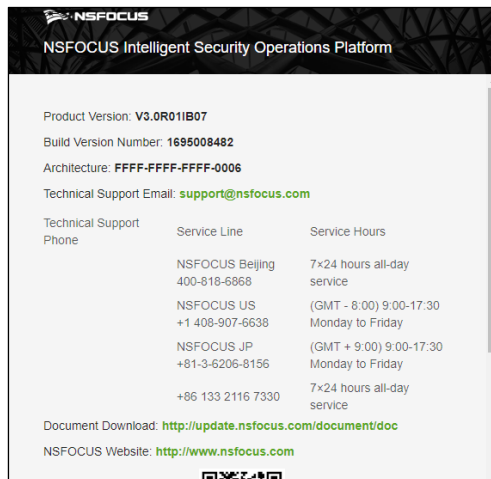 NSFOCUS
NSFOCUS Intelligent Security Operations Platform
Product Version: V3.0R01IB07
Build Version Number: 1695008482
Architecture: FFFF-FFFF-FFFF-0006
Technical Support Email: support@nsfocus.com
Technical Support Phone Service Line Service Hours
NSFOCUS Beijing 7×24 hours all-day
400-818-6868 service
NSFOCUS US (GMT - 8:00) 9:00-17:30
+1 408-907-6638 Monday to Friday
NSFOCUS JP (GMT + 9:00) 9:00-17:30
+81-3-6206-8156 Monday to Friday
+86 133 2116 7330 7×24 hours all-day
service
Document Download: http://update.nsfocus.com/document/doc
NSFOCUS Website: http://www.nsfocus.com